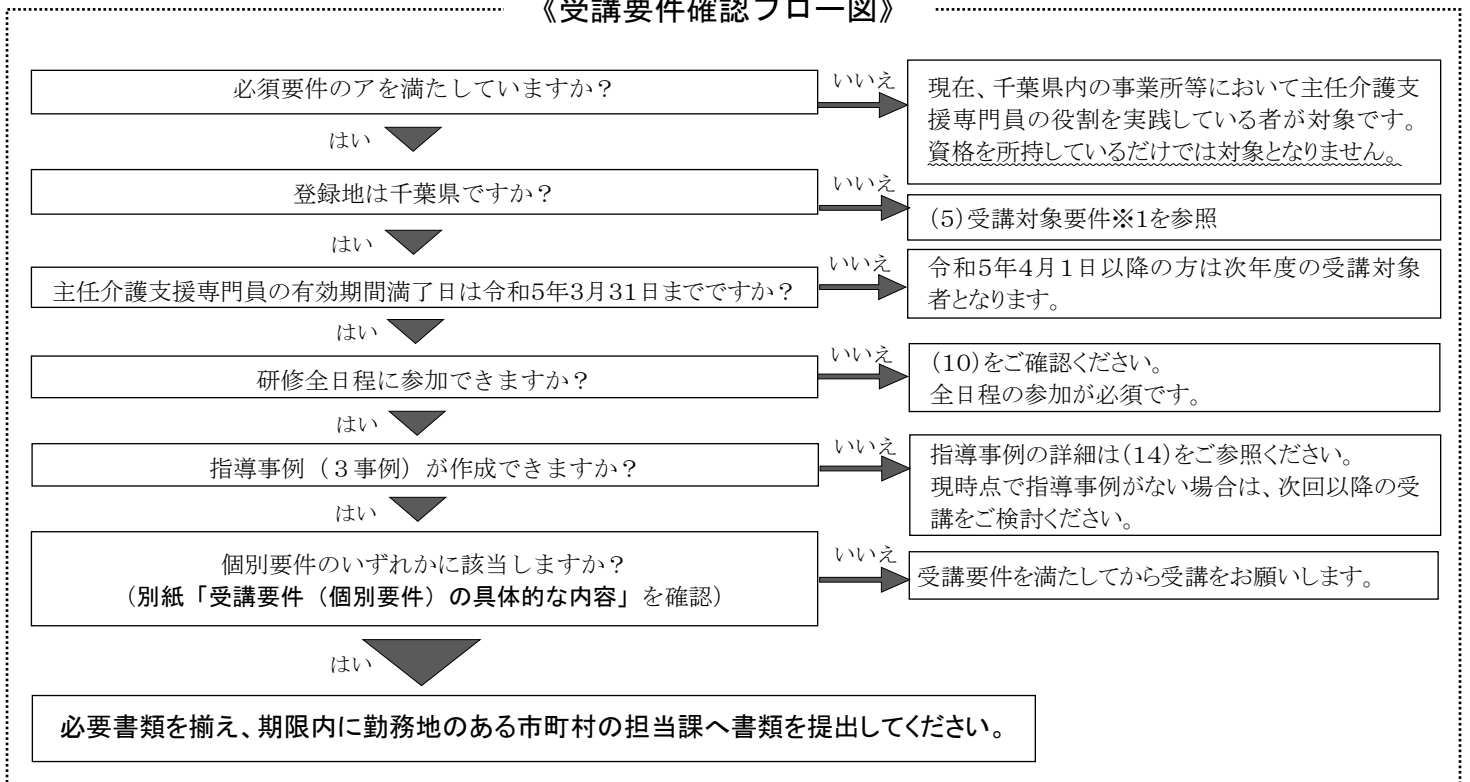 《受講要件確認フロー図》
必須要件のアを満たしていますか?
いいえ
現在、千葉県内の事業所等において主任介護支
援専門員の役割を実践している者が対象です。
資格を所持しているだけでは対象となりません。
はい
登録地は千葉県ですか?
いいえ
(5)受講対象要件※1を参照
はい
主任介護支援専門員の有効期間満了日は令和5年3月31日までですか?
いいえ
令和5年4月1日以降の方は次年度の受講対象
者となります。
はい
研修全日程に参加できますか?
いいえ
(10)をご確認ください。
全日程の参加が必須です。
はい
指導事例(3事例)が作成できますか?
いいえ
指導事例の詳細は(14)をご参照ください。
現時点で指導事例がない場合は、次回以降の受
講をご検討ください。
はい
個別要件のいずれかに該当しますか?
(別紙「受講要件(個別要件)の具体的な内容」を確認)
いいえ
受講要件を満たしてから受講をお願いします。
はい
必要書類を揃え、期限内に勤務地のある市町村の担当課へ書類を提出してください。